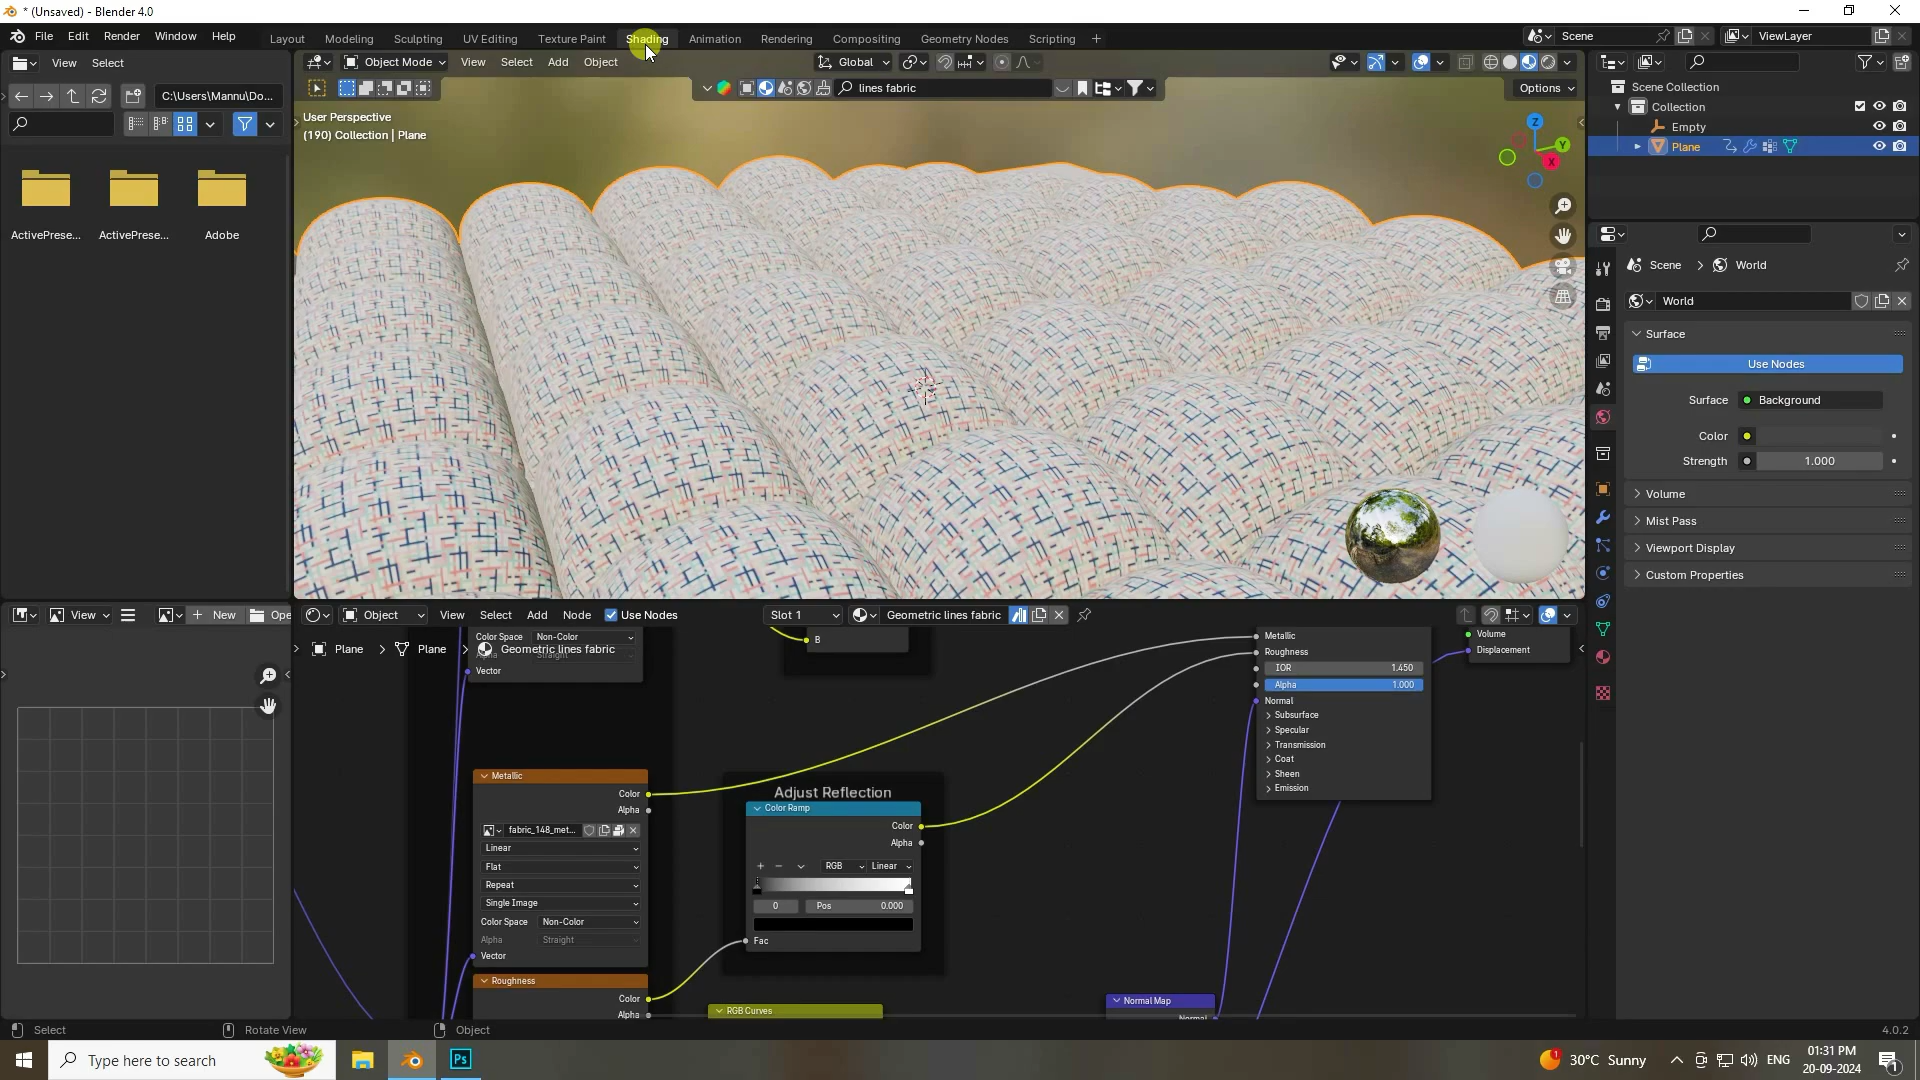 * (Unsaved) - Blender 4.0
File Edit Render Window Help
Layout Modeling Sculpting UV Editing Texture Paint Shading Animation Rendering Compositing Geometry Nodes Scripting +
Scene ViewLayer
View Select
Object Mode View Select Add Object
Global
C:\Users\Mannu\Do...
lines fabric
Options
User Perspective
(190) Collection | Plane
ActivePrese...
ActivePrese...
Adobe
Z
Y
X
Scene Collection
Collection
Empty
Plane
Scene > World
World
Surface
Use Nodes
Surface Background
Color
Strength 1.000
Volume
Mist Pass
Viewport Display
Custom Properties
View New Ope
Object View Select Add Node Use Nodes Slot 1 Geometric lines fabric
Plane > Plane > Geometric lines fabric
Color Space Non-Color
Alpha Straight
Vector
B
Metallic
Roughness
IOR 1.450
Alpha 1.000
Normal
Subsurface
Specular
Transmission
Coat
Sheen
Emission
Volume
Displacement
Metallic
Color
Alpha
fabric_148_met...
Linear
Flat
Repeat
Single Image
Color Space Non-Color
Alpha Straight
Vector
Adjust Reflection
Color Ramp
Color
Alpha
RGB Linear
0 Pos 0.000
Fac
Roughness
Color
Alpha
RGB Curves
Normal Map
Normal
Select Rotate View Object 4.0.2
Type here to search
Ps
1
30°C Sunny
ENG
01:31 PM
20-09-2024
1